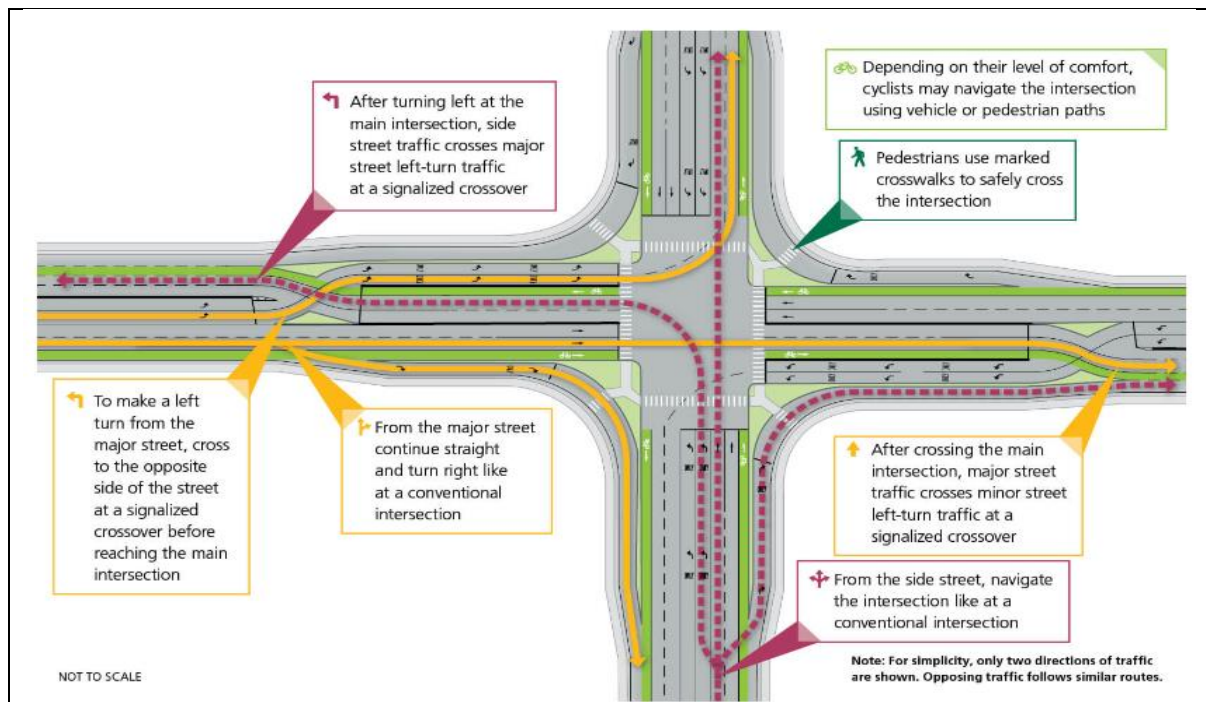 After turning left at the
main intersection, side
street traffic crosses major
street left-turn traffic
at a signalized crossover
Depending on their level of comfort,
cyclists may navigate the intersection
using vehicle or pedestrian paths
Pedestrians use marked
crosswalks to safely cross
the intersection
To make a left
turn from the
major street, cross
to the opposite
side of the street
at a signalized
crossover before
reaching the main
intersection
From the major street
continue straight
and turn right like
at a conventional
intersection
After crossing the main
intersection, major street
traffic crosses minor street
left-turn traffic at a
signalized crossover
From the side street, navigate
the intersection like at a
conventional intersection
NOT TO SCALE
Note: For simplicity, only two directions of traffic
are shown. Opposing traffic follows similar routes.